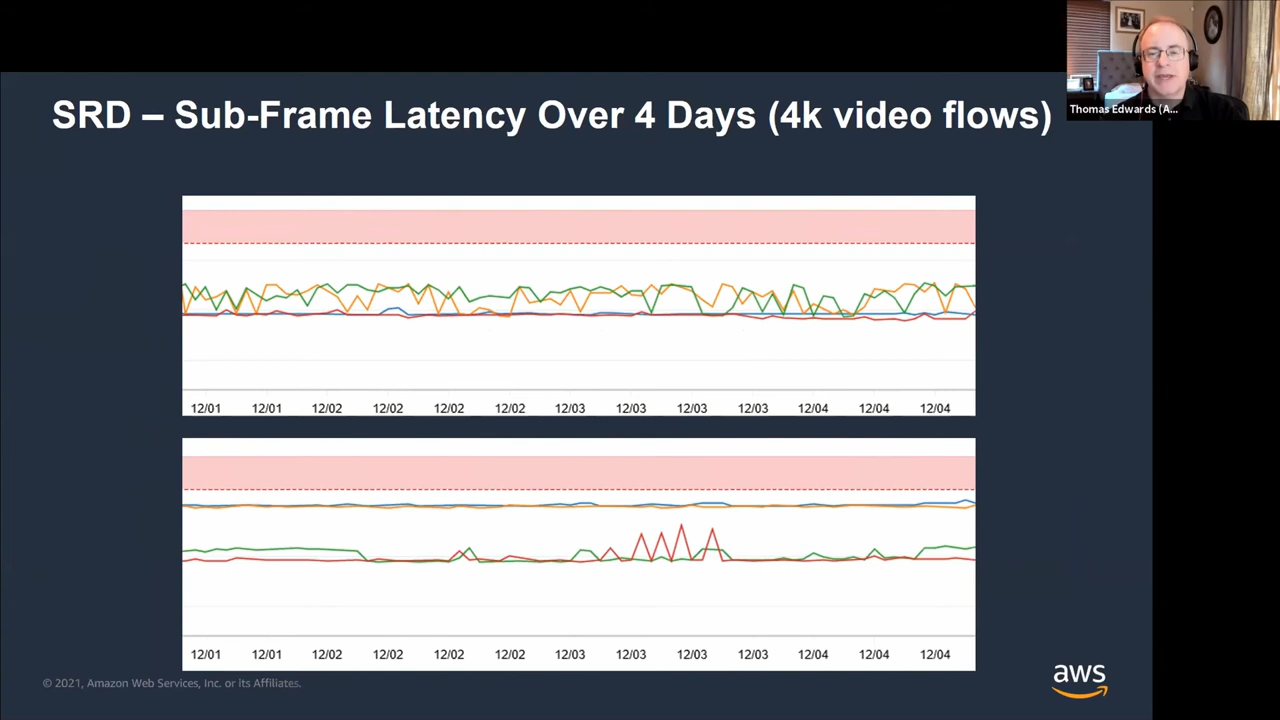 SRD – Sub-Frame Latency Over 4 Days (4k video flows)
Thomas Edwards (A...
12/01 12/01 12/02 12/02 12/02 12/02 12/03 12/03 12/03 12/03 12/04 12/04 12/04
12/01 12/01 12/02 12/02 12/02 12/02 12/03 12/03 12/03 12/03 12/04 12/04 12/04
© 2021, Amazon Web Services, Inc. or its Affiliates.
aws